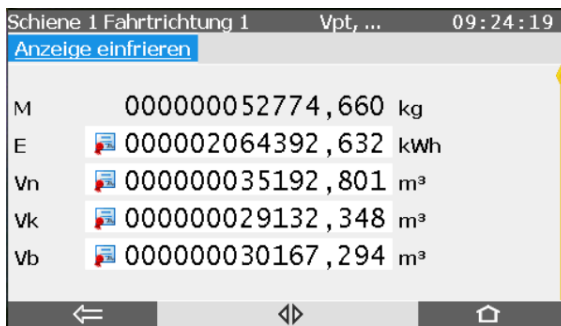 Schiene 1 Fahrtrichtung 1 Vpt, ... 09:24:19
Anzeige einfrieren
M 000000052774,660 kg
E 000002064392,632 kWh
Vn 000000035192,801 m³
Vk 000000029132,348 m³
Vb 000000030167,294 m³